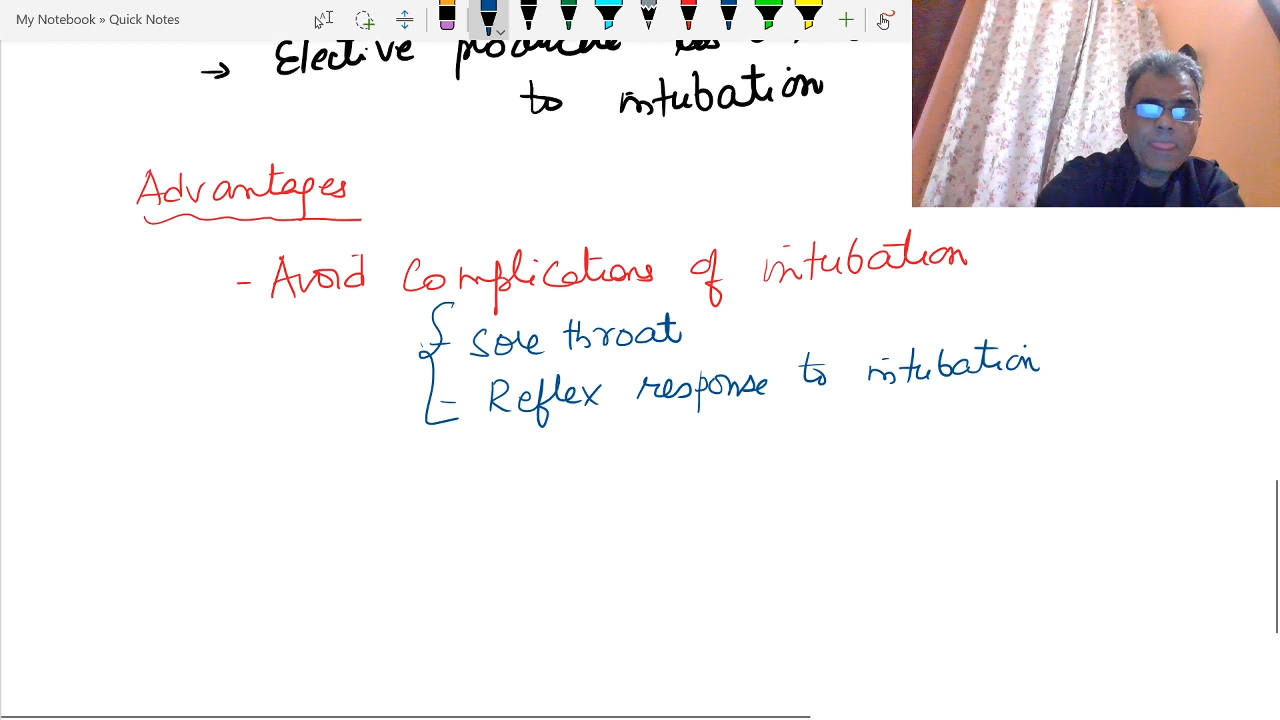 My Notebook » Quick Notes
→ Elective
to intubation
Advantages
- Avoid complications of intubation
sore throat
- Reflex response to intubation